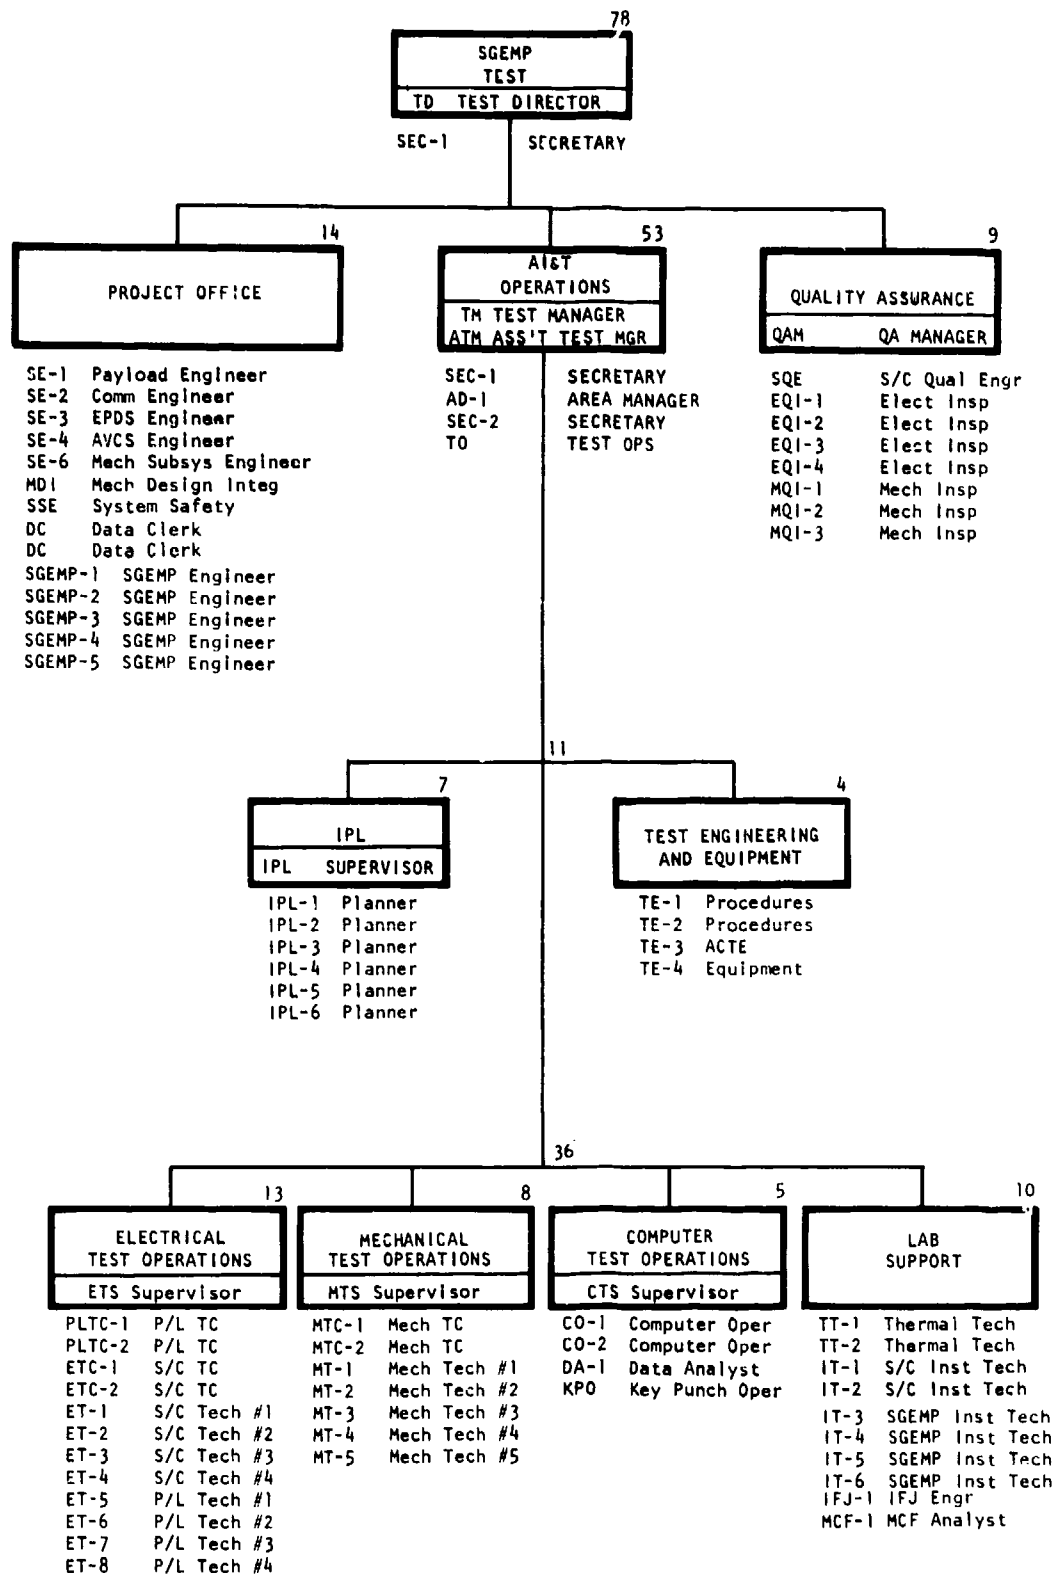 78
SGEMP
TEST
TD TEST DIRECTOR
SEC-1 SECRETARY
14
PROJECT OFFICE
SE-1 Payload Engineer
SE-2 Comm Engineer
SE-3 EPDS Engineer
SE-4 AVCS Engineer
SE-6 Mech Subsys Engineer
MDI Mech Design Integ
SSE System Safety
DC Data Clerk
DC Data Clerk
SGEMP-1 SGEMP Engineer
SGEMP-2 SGEMP Engineer
SGEMP-3 SGEMP Engineer
SGEMP-4 SGEMP Engineer
SGEMP-5 SGEMP Engineer
53
AI&T
OPERATIONS
TM TEST MANAGER
ATM ASS'T TEST MGR
SEC-1 SECRETARY
AD-1 AREA MANAGER
SEC-2 SECRETARY
TO TEST OPS
9
QUALITY ASSURANCE
QAM QA MANAGER
SQE S/C Qual Engr
EQI-1 Elect Insp
EQI-2 Elect Insp
EQI-3 Elect Insp
EQI-4 Elect Insp
MQI-1 Mech Insp
MQI-2 Mech Insp
MQI-3 Mech Insp
11
7
IPL
IPL SUPERVISOR
IPL-1 Planner
IPL-2 Planner
IPL-3 Planner
IPL-4 Planner
IPL-5 Planner
IPL-6 Planner
4
TEST ENGINEERING
AND EQUIPMENT
TE-1 Procedures
TE-2 Procedures
TE-3 ACTE
TE-4 Equipment
36
13
ELECTRICAL
TEST OPERATIONS
ETS Supervisor
PLTC-1 P/L TC
PLTC-2 P/L TC
ETC-1 S/C TC
ETC-2 S/C TC
ET-1 S/C Tech #1
ET-2 S/C Tech #2
ET-3 S/C Tech #3
ET-4 S/C Tech #4
ET-5 P/L Tech #1
ET-6 P/L Tech #2
ET-7 P/L Tech #3
ET-8 P/L Tech #4
8
MECHANICAL
TEST OPERATIONS
MTS Supervisor
MTC-1 Mech TC
MTC-2 Mech TC
MT-1 Mech Tech #1
MT-2 Mech Tech #2
MT-3 Mech Tech #3
MT-4 Mech Tech #4
MT-5 Mech Tech #5
5
COMPUTER
TEST OPERATIONS
CTS Supervisor
CO-1 Computer Oper
CO-2 Computer Oper
DA-1 Data Analyst
KPO Key Punch Oper
10
LAB
SUPPORT
TT-1 Thermal Tech
TT-2 Thermal Tech
IT-1 S/C Inst Tech
IT-2 S/C Inst Tech
IT-3 SGEMP Inst Tech
IT-4 SGEMP Inst Tech
IT-5 SGEMP Inst Tech
IT-6 SGEMP Inst Tech
IFJ-1 IFJ Engr
MCF-1 MCF Analyst